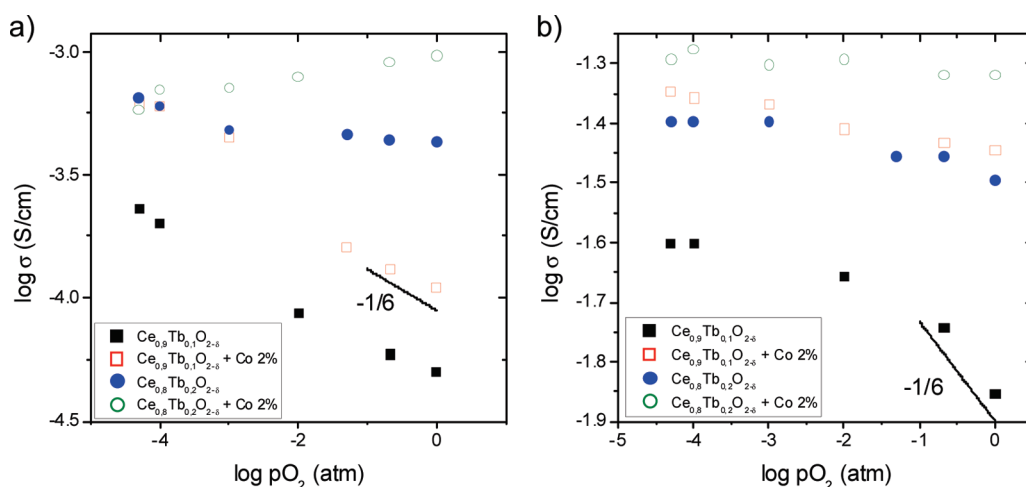 a)
log σ (S/cm)
-3.0
-3.5
-4.0
-4.5
-1/6
Ce0,9Tb0,1O2-δ
Ce0,9Tb0,1O2-δ + Co 2%
Ce0,8Tb0,2O2-δ
Ce0,8Tb0,2O2-δ + Co 2%
-4
-2
0
log pO2 (atm)
b)
log σ (S/cm)
-1.3
-1.4
-1.5
-1.6
-1.7
-1.8
-1.9
-1/6
Ce0,9Tb0,1O2-δ
Ce0,9Tb0,1O2-δ + Co 2%
Ce0,8Tb0,2O2-δ
Ce0,8Tb0,2O2-δ + Co 2%
-5
-4
-3
-2
-1
0
log pO2 (atm)